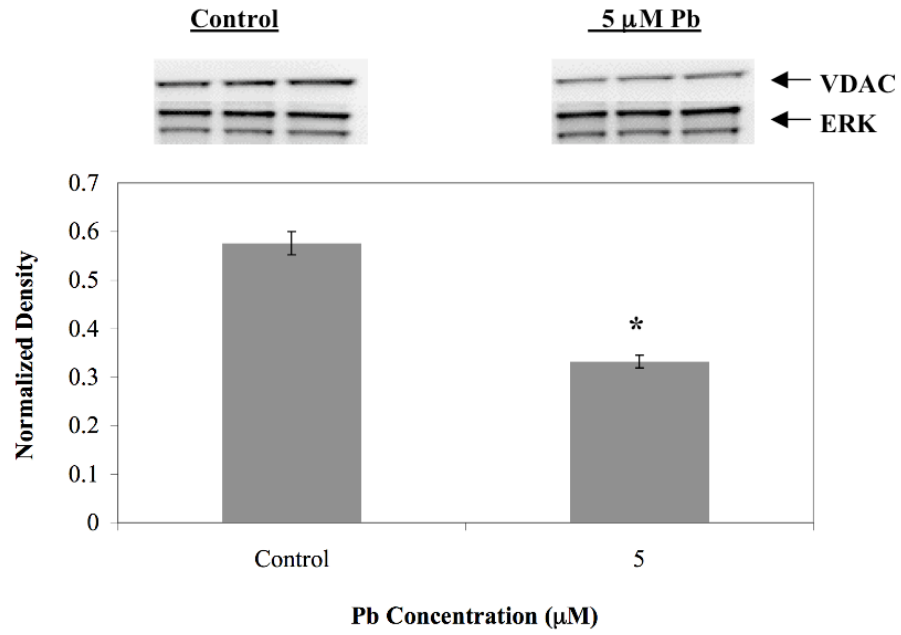 Control
5 μM Pb
VDAC
ERK
0.7
0.6
0.5
0.4
0.3
0.2
0.1
0
Normalized Density
*
Control
5
Pb Concentration (μM)